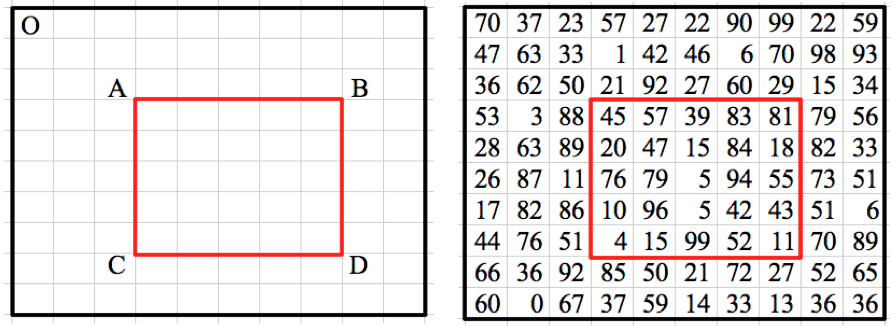 O
A B
C D
70 37 23 57 27 22 90 99 22 59
47 63 33 1 42 46 6 70 98 93
36 62 50 21 92 27 60 29 15 34
53 3 88 45 57 39 83 81 79 56
28 63 89 20 47 15 84 18 82 33
26 87 11 76 79 5 94 55 73 51
17 82 86 10 96 5 42 43 51 6
44 76 51 4 15 99 52 11 70 89
66 36 92 85 50 21 72 27 52 65
60 0 67 37 59 14 33 13 36 36